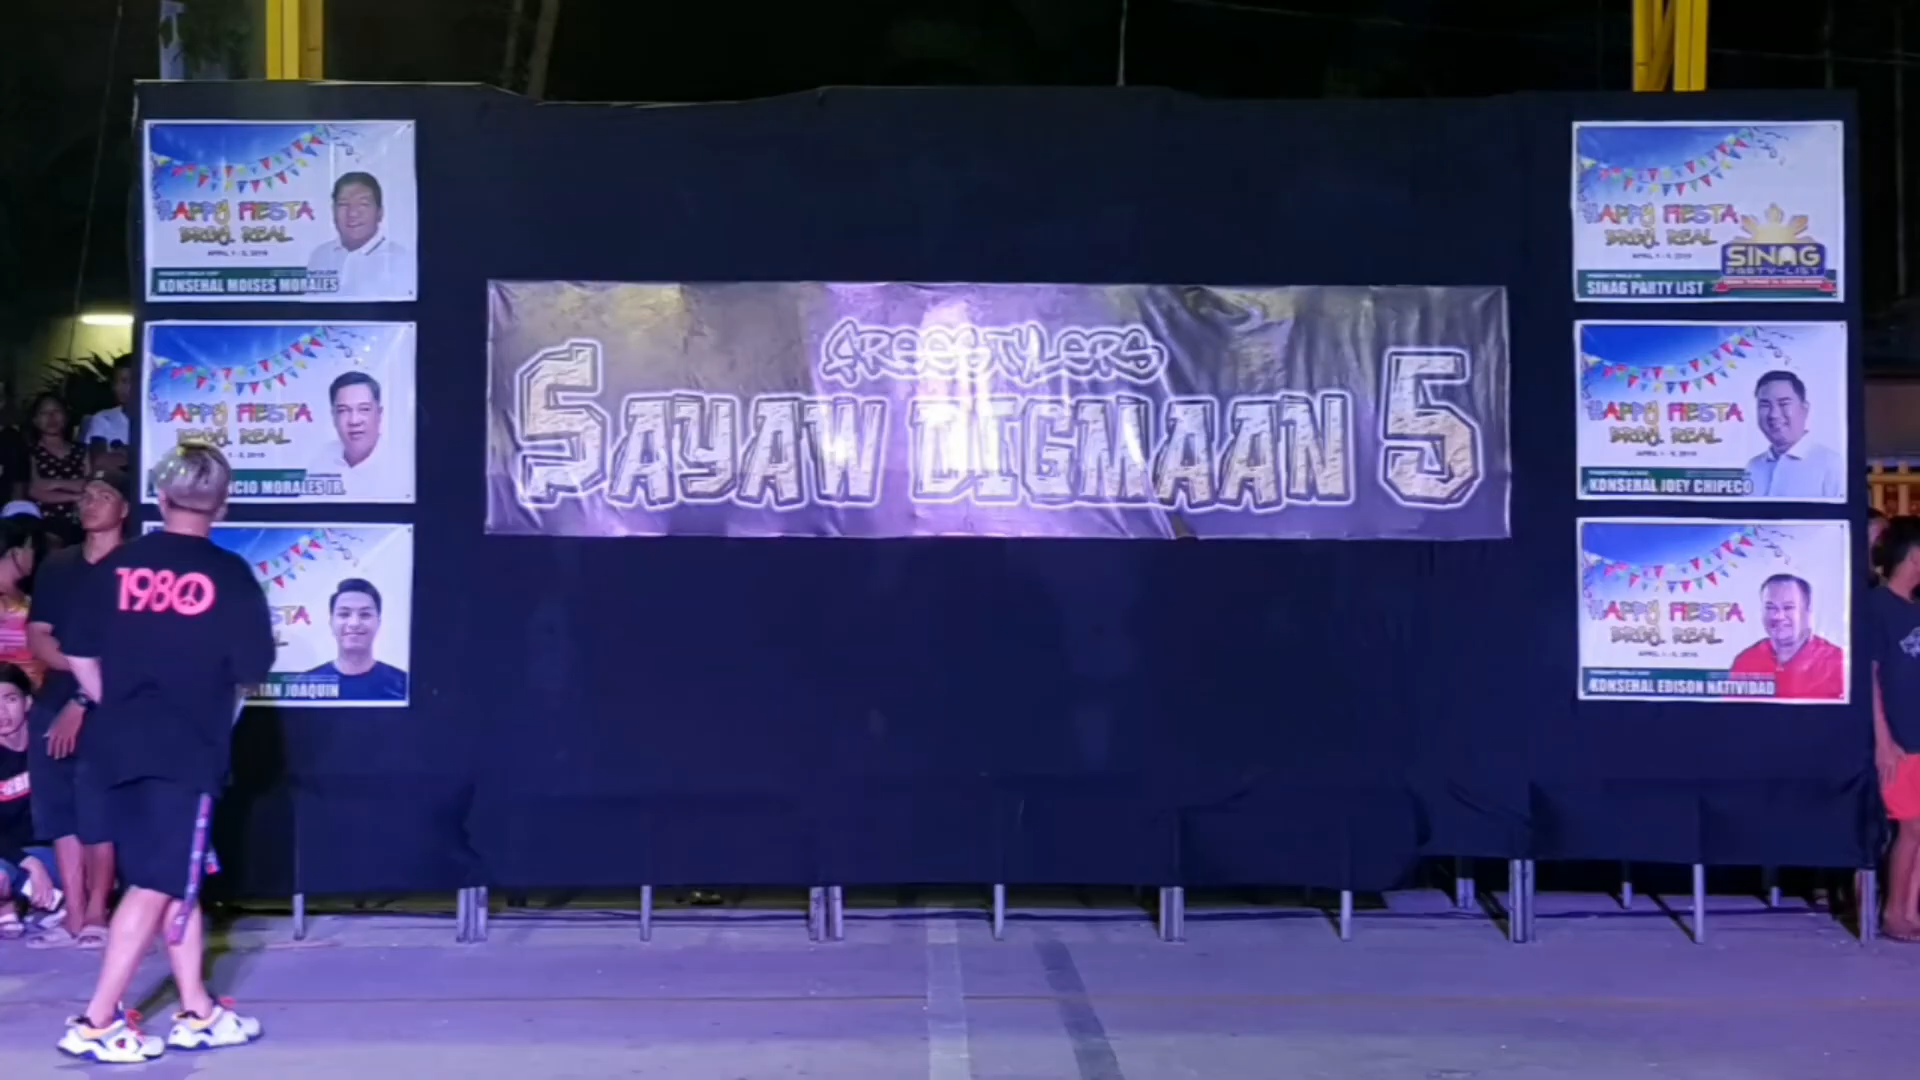 HAPPY FIESTA
BRGY. REAL
KONSEHAL MOISES MORALES
HAPPY FIESTA
BRGY. REAL
MORALES JR.
JOAQUIN
1980
FREESTYLERS
SAYAW DIGMAAN 5
HAPPY FIESTA
BRGY. REAL
SINAG
PARTY-LIST
SINAG PARTY LIST
HAPPY FIESTA
BRGY. REAL
KONSEHAL JOEY CHIPECO
HAPPY FIESTA
BRGY. REAL
KONSEHAL EDISON NATIVIDAD